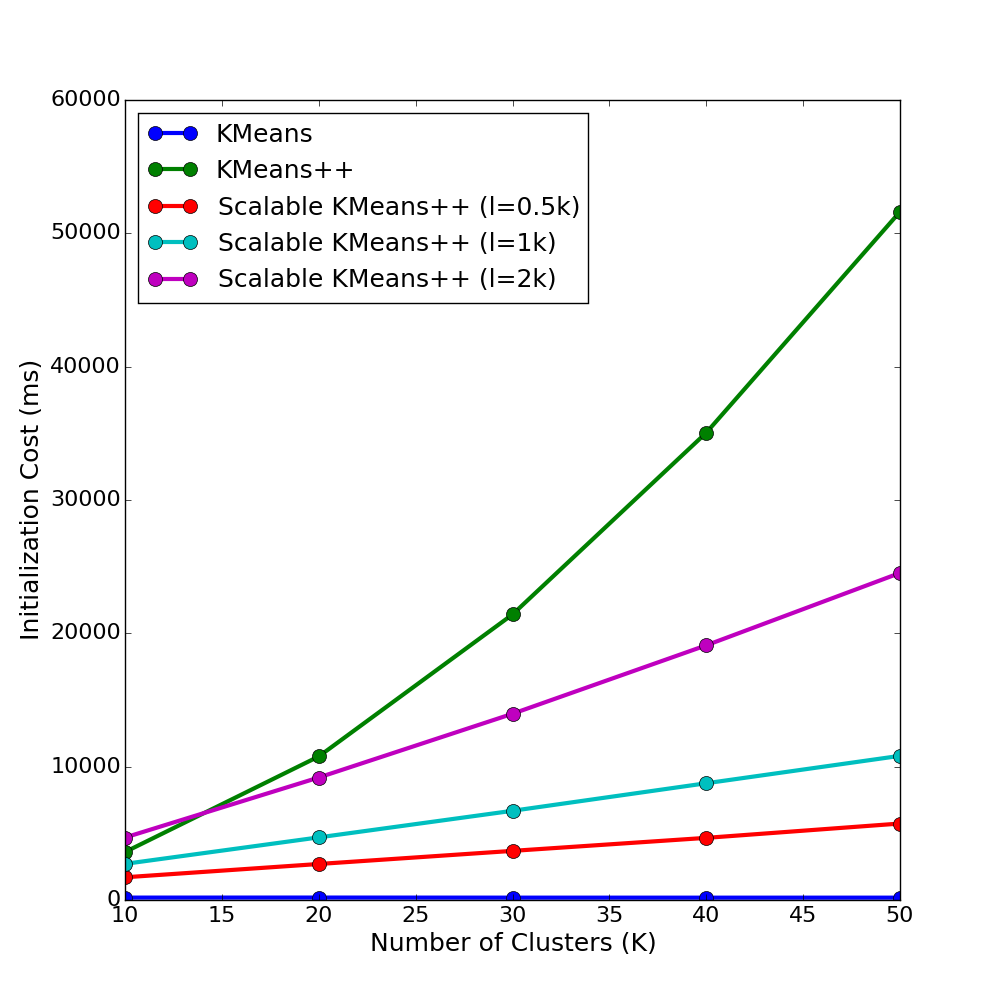 60000
50000
40000
30000
20000
10000
0
Initialization Cost (ms)
KMeans
KMeans++
Scalable KMeans++ (l=0.5k)
Scalable KMeans++ (l=1k)
Scalable KMeans++ (l=2k)
10 15 20 25 30 35 40 45 50
Number of Clusters (K)